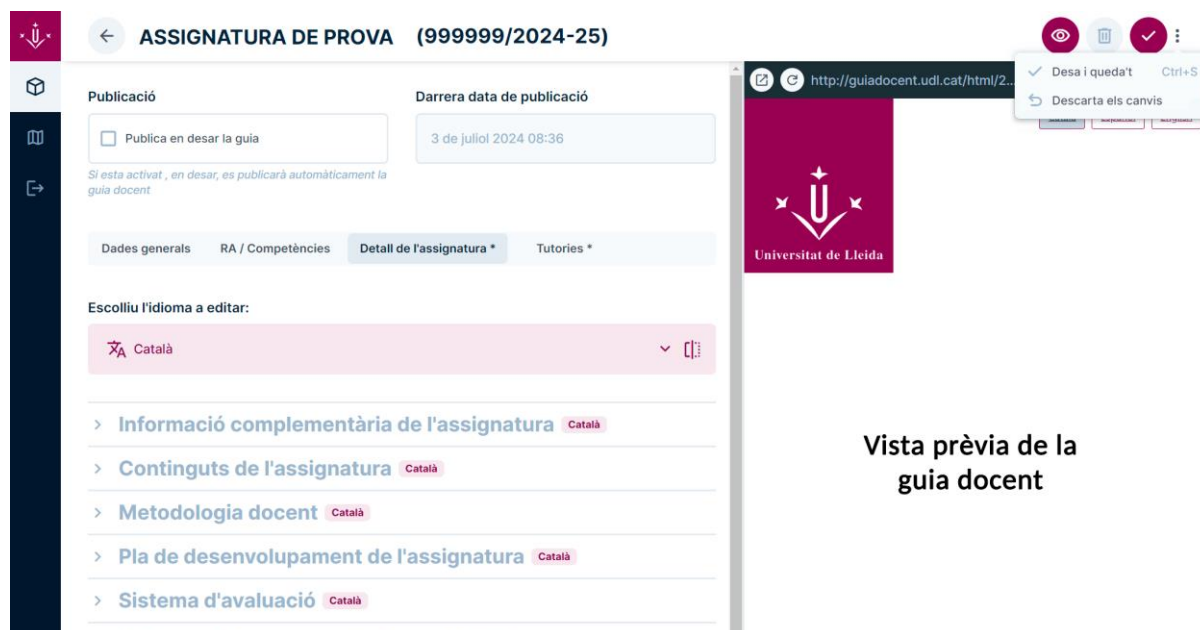 ASSIGNATURA DE PROVA (999999/2024-25)
Desa i queda't Ctrl+S
Descarta els canvis
Publicació
Publica en desar la guia
Si esta activat , en desar, es publicarà automàticament la
guia docent
Darrera data de publicació
3 de juliol 2024 08:36
Dades generals RA / Competències Detall de l'assignatura * Tutories *
Escolliu l'idioma a editar:
Català
Informació complementària de l'assignatura Català
Continguts de l'assignatura Català
Metodologia docent Català
Pla de desenvolupament de l'assignatura Català
Sistema d'avaluació Català
http://guiadocent.udl.cat/html/2...
Universitat de Lleida
Vista prèvia de la
guia docent